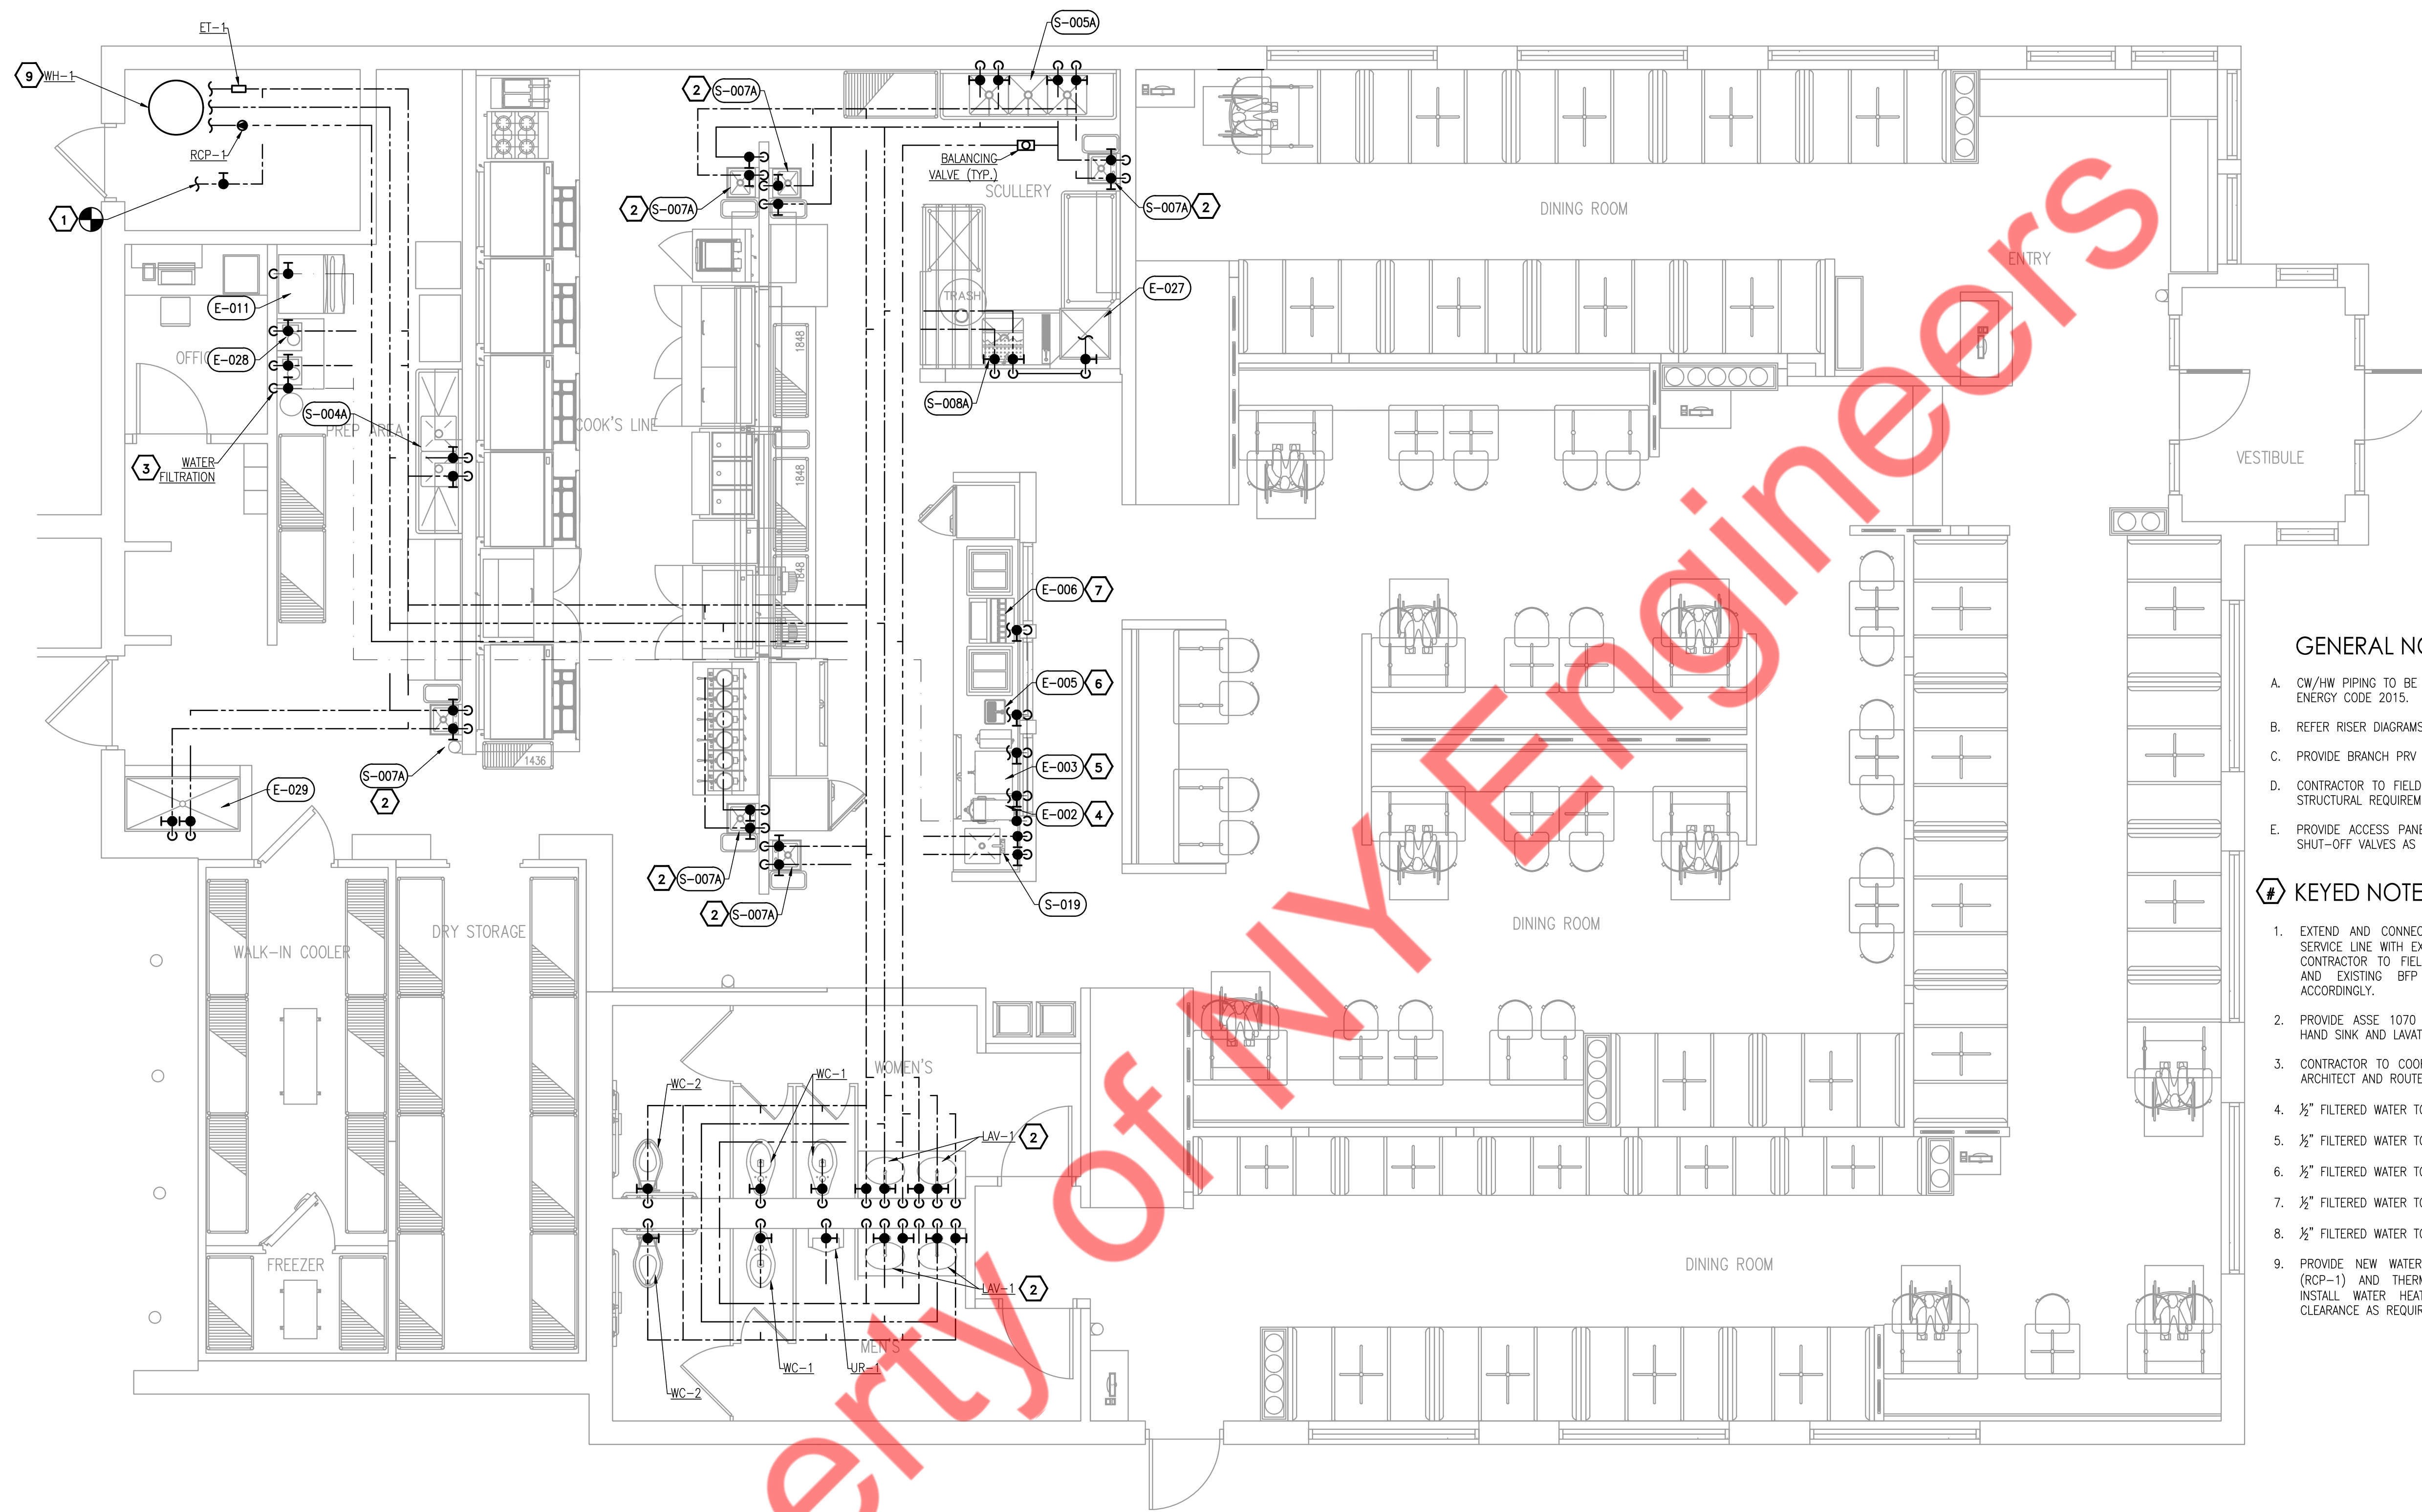 ET-1
S-005A
9 WH-1
2 S-007A
RCP-1
BALANCING
VALVE (TYP.)
SCULLERY
1
2 S-007A
S-007A 2
DINING ROOM
ENTRY
E-011
TRASH
E-027
OFFIC
E-028
1848
S-008A
S-004A
PREP AREA
COOK'S LINE
3 WATER
FILTRATION
1848
VESTIBULE
1848
E-006 7
GENERAL NO
E-005 6
A. CW/HW PIPING TO BE
ENERGY CODE 2015.
B. REFER RISER DIAGRAMS
1436
S-007A
2
E-003 5
C. PROVIDE BRANCH PRV
E-029
E-002 4
D. CONTRACTOR TO FIELD
STRUCTURAL REQUIREM
E. PROVIDE ACCESS PANE
SHUT-OFF VALVES AS
2 S-007A
2 S-007A
S-019
# KEYED NOTE
DINING ROOM
DRY STORAGE
WALK-IN COOLER
1. EXTEND AND CONNEC
SERVICE LINE WITH EX
CONTRACTOR TO FIEL
AND EXISTING BFP
ACCORDINGLY.
2. PROVIDE ASSE 1070
HAND SINK AND LAVAT
WOMEN'S
WC-1
WC-2
3. CONTRACTOR TO COOR
ARCHITECT AND ROUTE
4. ½" FILTERED WATER TO
LAV-1 2
5. ½" FILTERED WATER TO
6. ½" FILTERED WATER TO
7. ½" FILTERED WATER TO
8. ½" FILTERED WATER TO
FREEZER
DINING ROOM
LAV-1 2
9. PROVIDE NEW WATER
(RCP-1) AND THERM
INSTALL WATER HEAT
CLEARANCE AS REQUIR
MEN'S
WC-1
UR-1
WC-2
erty of NY Engineers